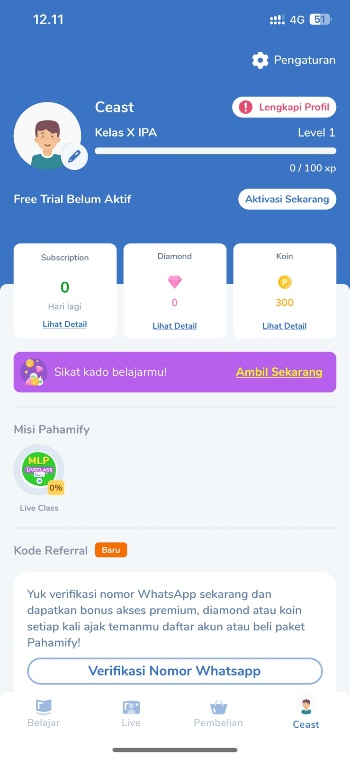 12.11
4G 51
Pengaturan
Ceast
Lengkapi Profil
Kelas X IPA
Level 1
0 / 100 xp
Free Trial Belum Aktif
Aktivasi Sekarang
Subscription
0
Hari lagi
Lihat Detail
Diamond
0
Lihat Detail
Koin
P
300
Lihat Detail
Sikat kado belajarmu!
Ambil Sekarang
Misi Pahamify
MLP
LIVECLASS
0%
Live Class
Kode Referral
Baru
Yuk verifikasi nomor WhatsApp sekarang dan
dapatkan bonus akses premium, diamond atau koin
setiap kali ajak temanmu daftar akun atau beli paket
Pahamify!
Verifikasi Nomor Whatsapp
Belajar
Live
Pembelian
Ceast